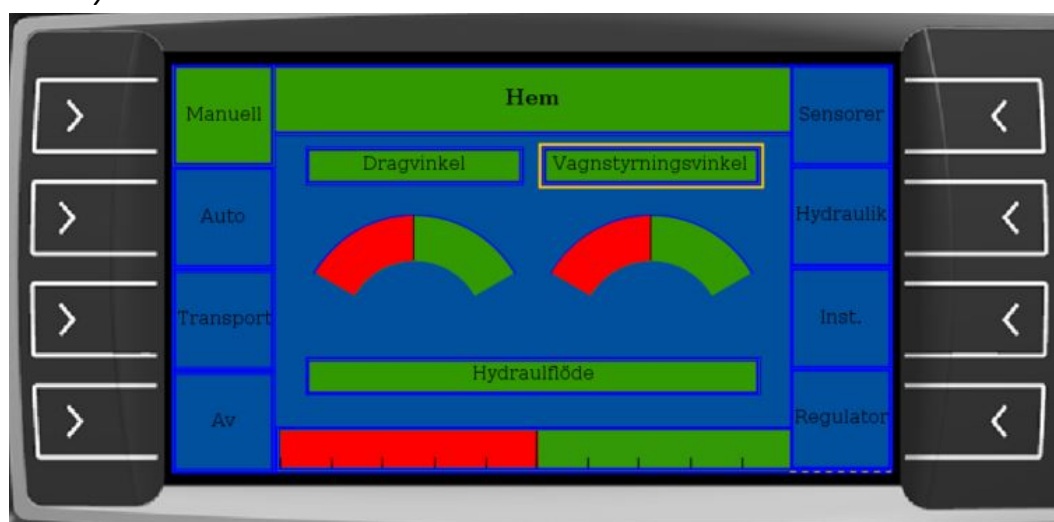 Hem
Manuell
Sensorer
Dragvinkel
Vagnstyrningsvinkel
Auto
Hydraulik
Transport
Inst.
Hydraulflöde
Av
Regulator